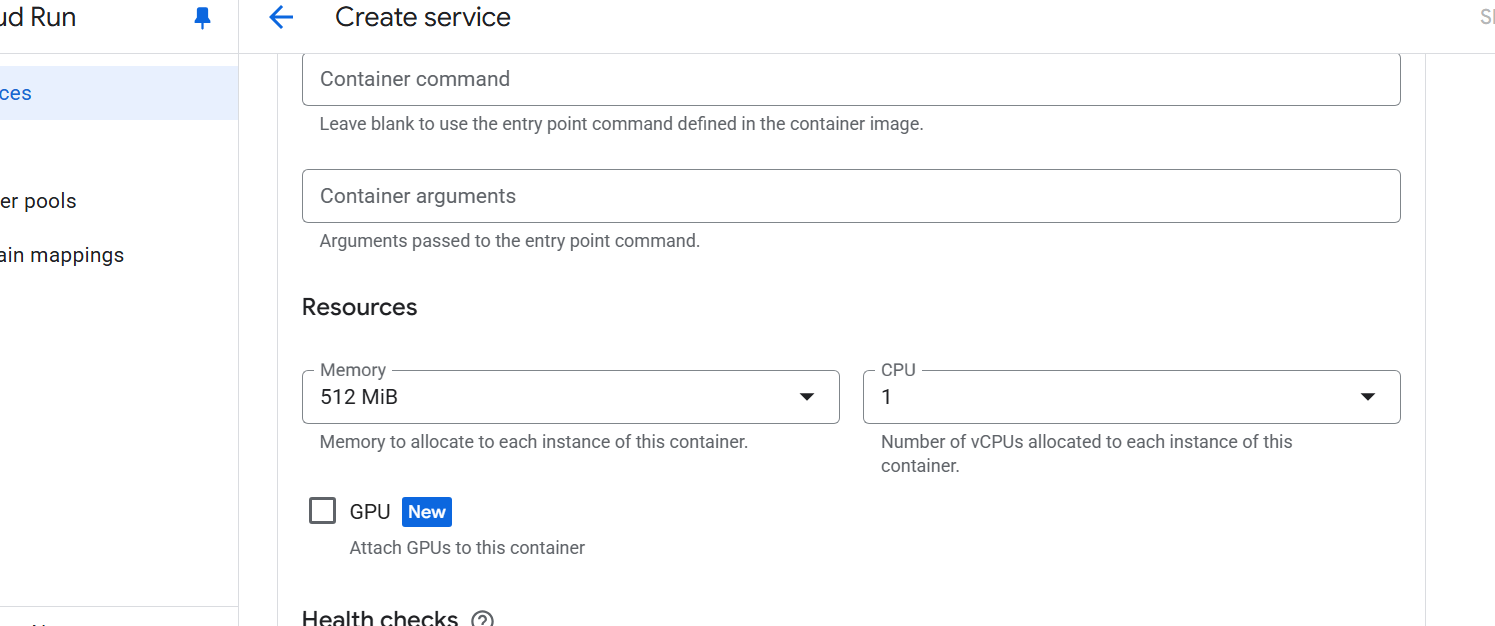 ud Run
Create service
ces
er pools
ain mappings
Container command
Leave blank to use the entry point command defined in the container image.
Container arguments
Arguments passed to the entry point command.
Resources
Memory
512 MiB
Memory to allocate to each instance of this container.
CPU
1
Number of vCPUs allocated to each instance of this
container.
GPU New
Attach GPUs to this container
Health checks